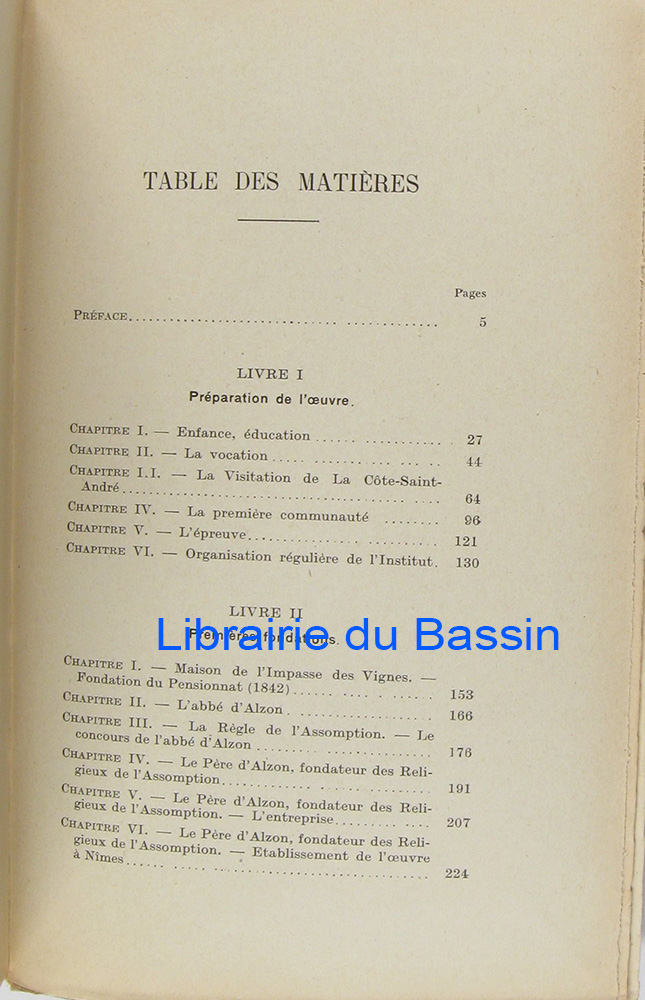 TABLE DES MATIÈRES
Pages
PRÉFACE............................................ 5
LIVRE I
Préparation de l'œuvre.
CHAPITRE I. — Enfance, éducation .................. 27
CHAPITRE II. — La vocation ..................... 44
CHAPITRE I.I. — La Visitation de La Côte-Saint-
André............................................ 64
CHAPITRE IV. — La première communauté ........ 96
CHAPITRE V. — L'épreuve........................ 121
CHAPITRE VI. — Organisation régulière de l'Institut. 130
LIVRE II
Premières fondations.
Librairie du Bassin
CHAPITRE I. — Maison de l'Impasse des Vignes. —
Fondation du Pensionnat (1842)................... 153
CHAPITRE II. — L'abbé d'Alzon...................... 166
CHAPITRE III. — La Règle de l'Assomption. — Le
concours de l'abbé d'Alzon ........................ 176
CHAPITRE IV. — Le Père d'Alzon, fondateur des Reli-
gieux de l'Assomption............................. 191
CHAPITRE V. — Le Père d'Alzon, fondateur des Reli-
gieux de l'Assomption. — L'entreprise............. 207
CHAPITRE VI. — Le Père d'Alzon, fondateur des Reli-
gieux de l'Assomption. — Etablissement de l'œuvre
à Nîmes........................................ 224